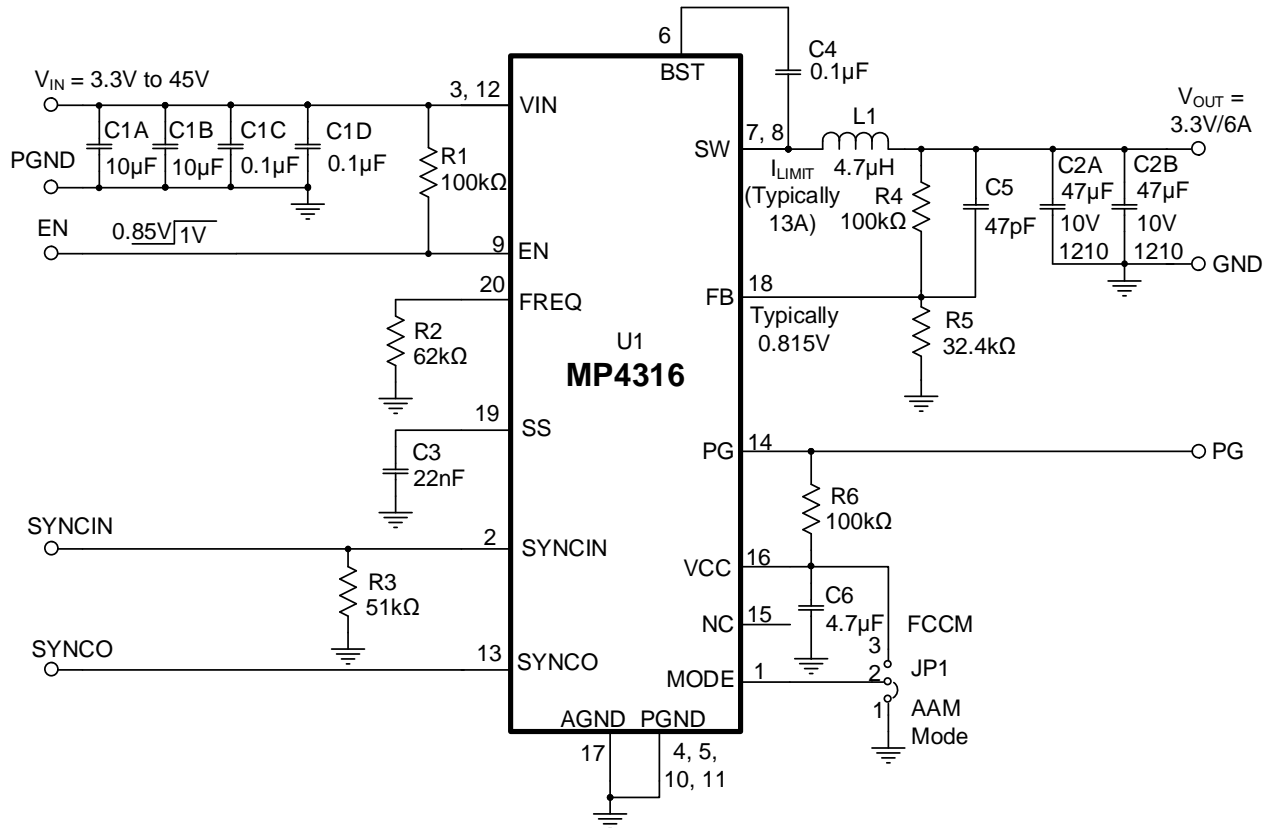 6
BST
C4
0.1µF
VIN = 3.3V to 45V
3, 12
VIN
C1A
10µF
C1B
10µF
C1C
0.1µF
C1D
0.1µF
PGND
R1
100kΩ
EN
0.85V
1V
9
EN
20
FREQ
R2
62kΩ
19
SS
C3
22nF
SYNCIN
2
SYNCIN
R3
51kΩ
SYNCO
13
SYNCO
U1
MP4316
SW
7, 8
L1
4.7µH
ILIMIT
(Typically
13A)
R4
100kΩ
C5
47pF
C2A
47µF
10V
1210
C2B
47µF
10V
1210
VOUT =
3.3V/6A
GND
FB
18
Typically
0.815V
R5
32.4kΩ
PG
14
PG
R6
100kΩ
VCC
16
C6
4.7µF
NC
15
FCCM
3
JP1
2
MODE
1
1
AAM
Mode
AGND
PGND
17
4, 5,
10, 11